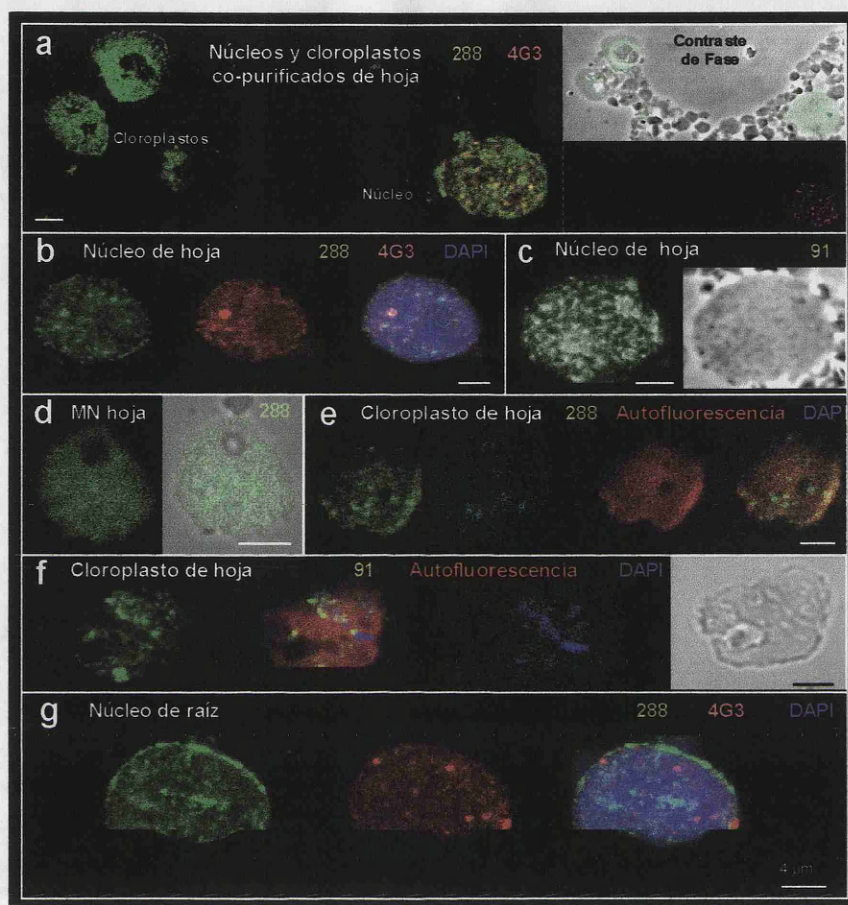 a
Núcleos y cloroplastos 288 4G3
co-purificados de hoja
Contraste
de Fase
Cloroplastos
Núcleo
b Núcleo de hoja 288 4G3 DAPI
c Núcleo de hoja 91
d MN hoja 288
e Cloroplasto de hoja 288 Autofluorescencia DAPI
f Cloroplasto de hoja 91 Autofluorescencia DAPI
g Núcleo de raíz 288 4G3 DAPI
4 µm